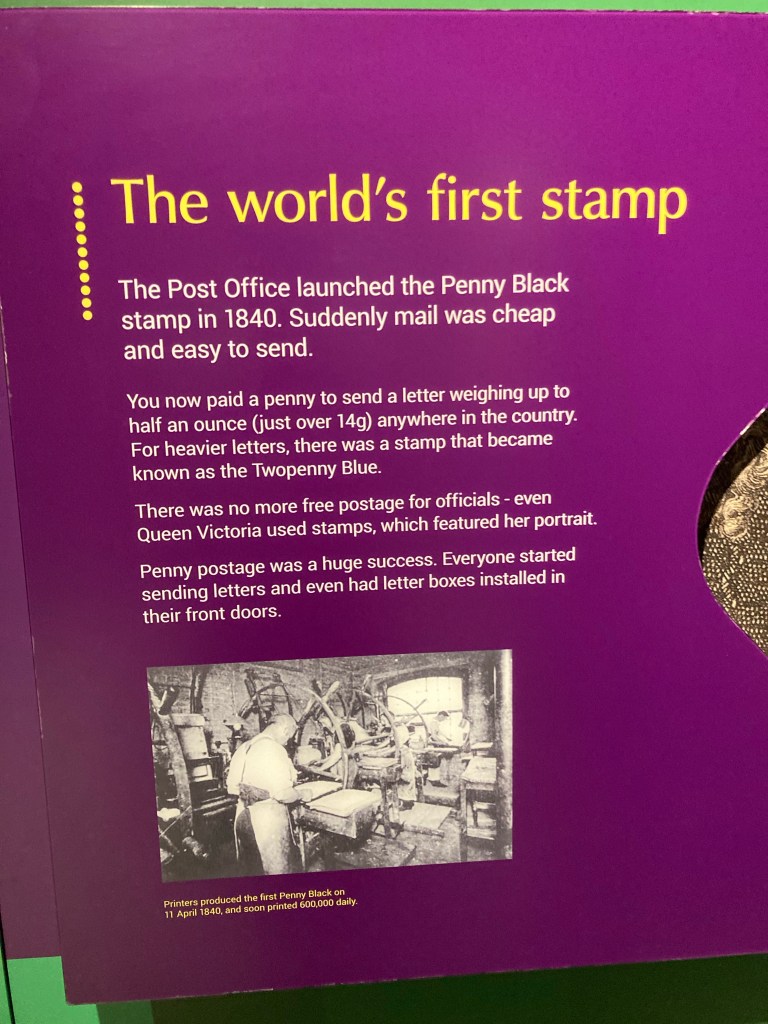 The world's first stamp
The Post Office launched the Penny Black
stamp in 1840. Suddenly mail was cheap
and easy to send.
You now paid a penny to send a letter weighing up to
half an ounce (just over 14g) anywhere in the country.
For heavier letters, there was a stamp that became
known as the Twopenny Blue.
There was no more free postage for officials - even
Queen Victoria used stamps, which featured her portrait.
Penny postage was a huge success. Everyone started
sending letters and even had letter boxes installed in
their front doors.
Printers produced the first Penny Black on
11 April 1840, and soon printed 600,000 daily.